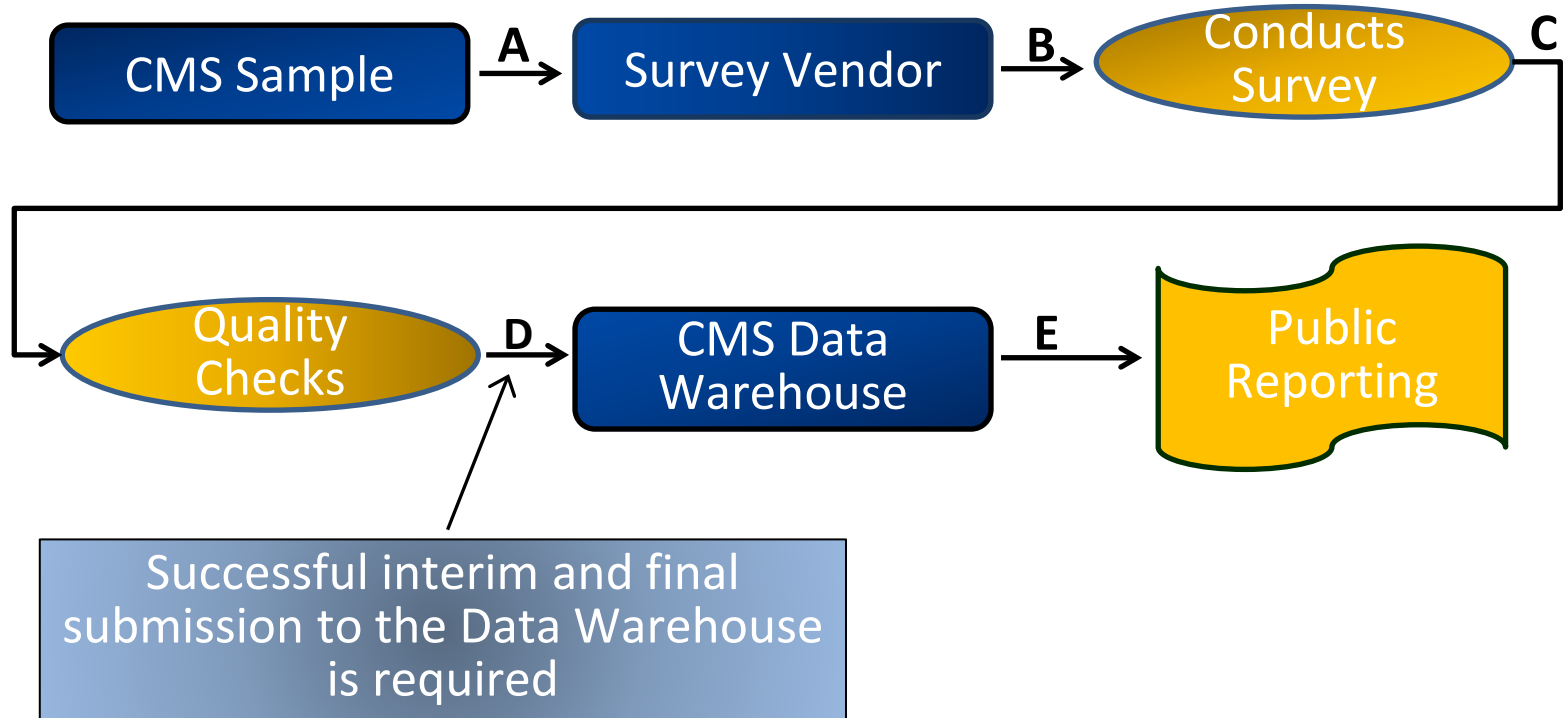 CMS Sample
A
Survey Vendor
B
Conducts
Survey
C
Quality
Checks
D
CMS Data
Warehouse
E
Public
Reporting
Successful interim and final
submission to the Data Warehouse
is required